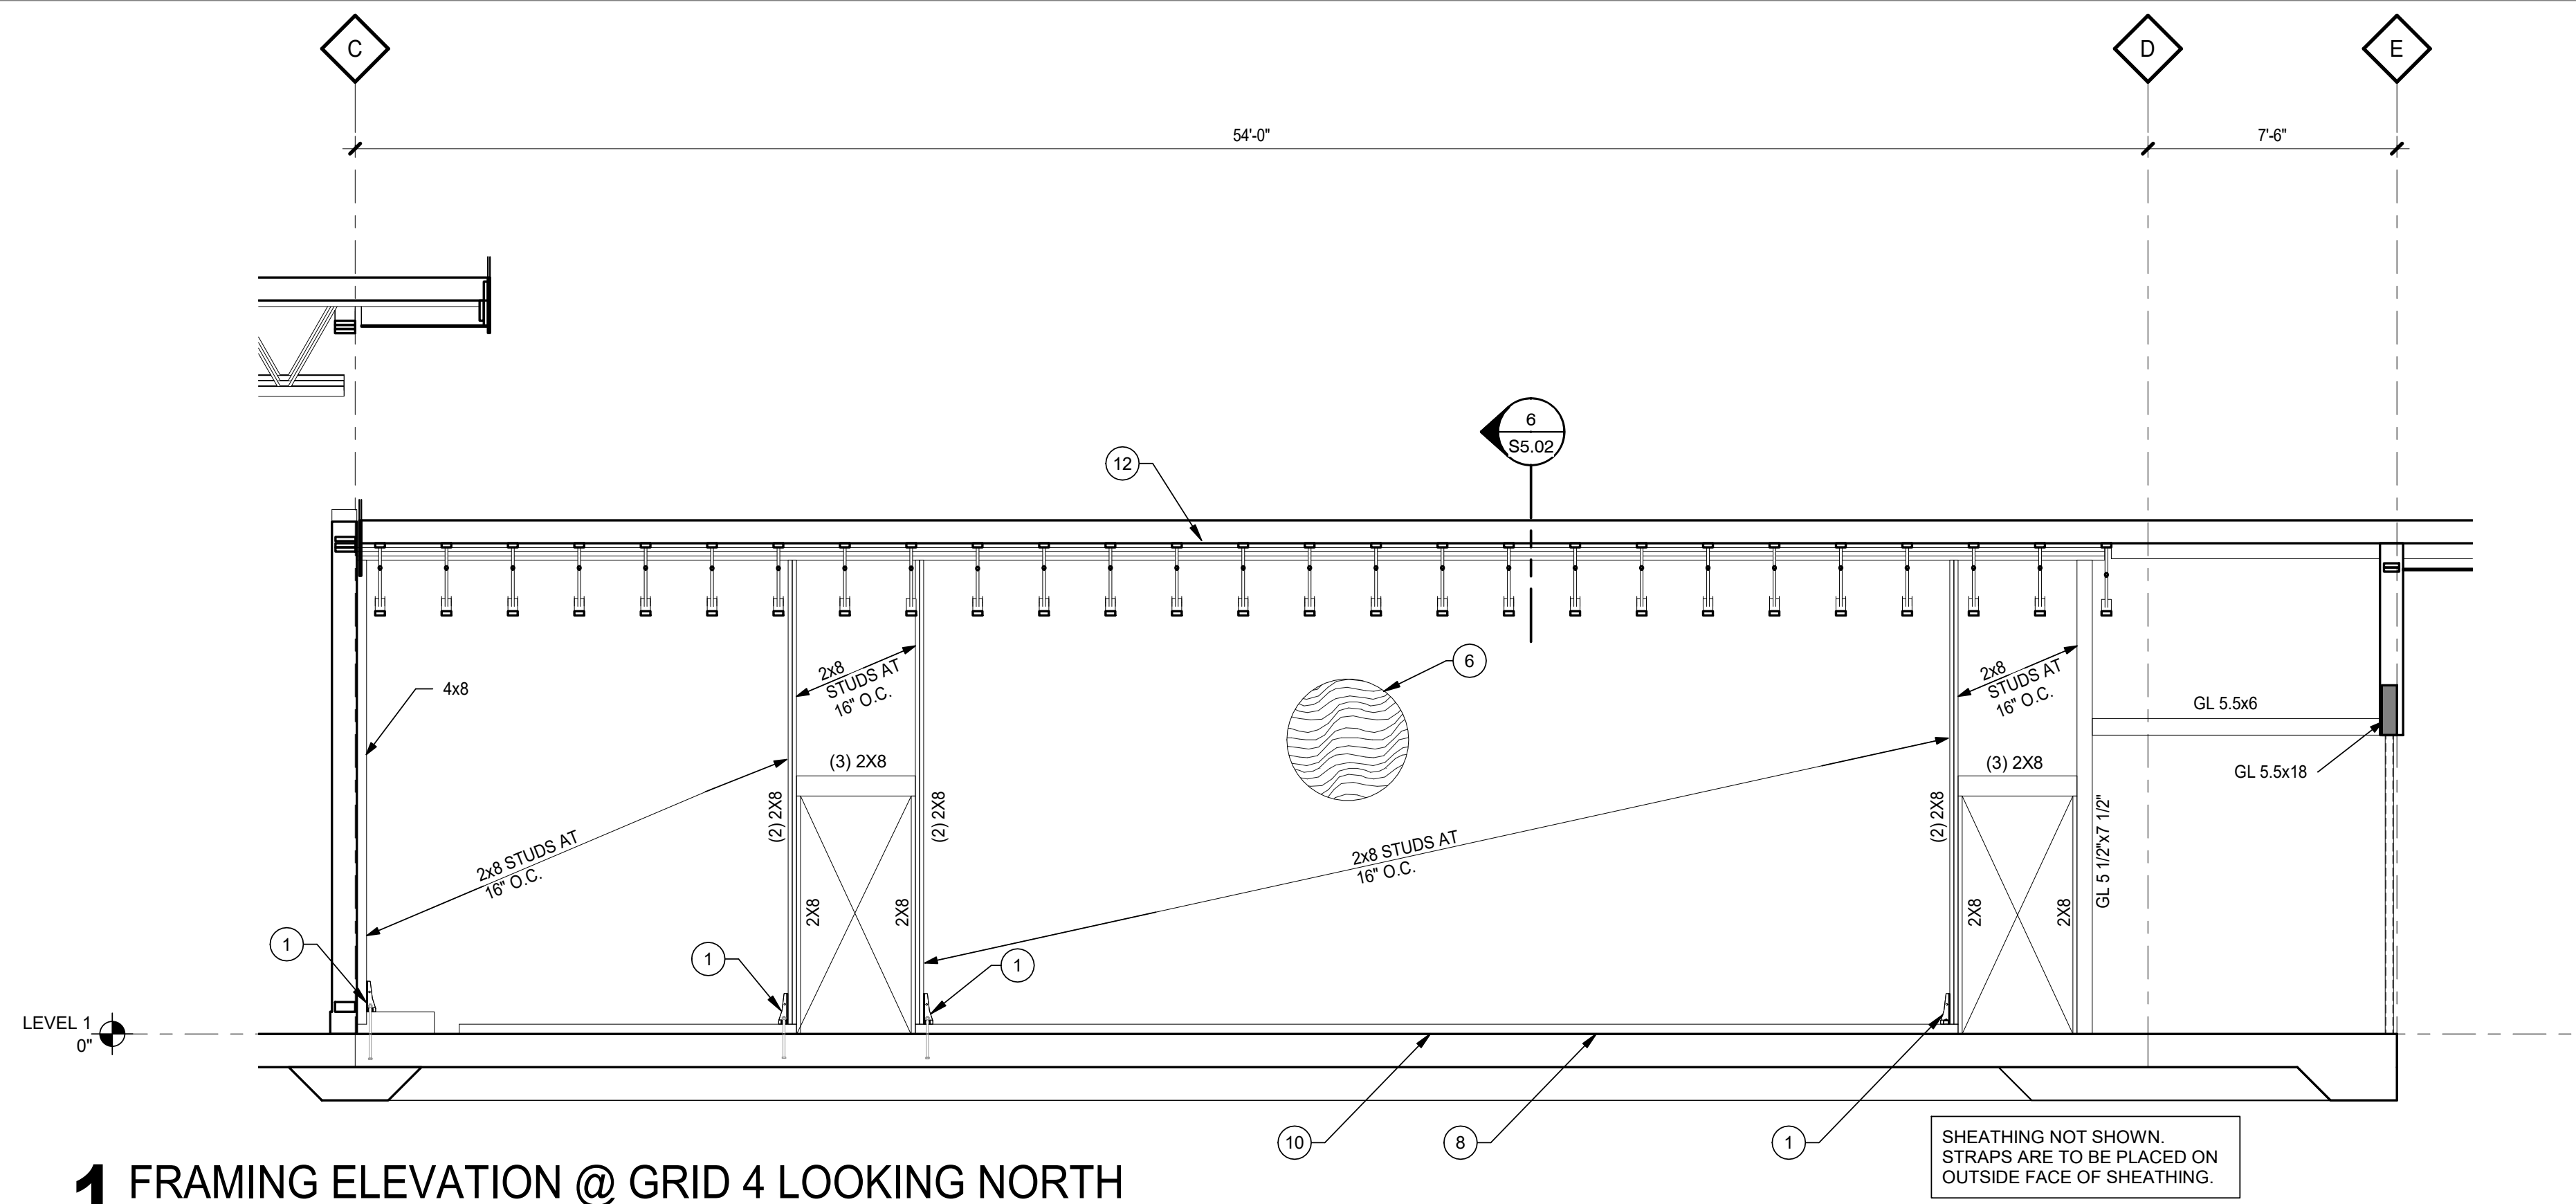 C
D
E
54'-0"
7'-6"
6
S5.02
12
6
4x8
2x8
STUDS AT
16" O.C.
2x8
STUDS AT
16" O.C.
GL 5.5x6
GL 5.5x18
(3) 2X8
(3) 2X8
(2) 2X8
(2) 2X8
(2) 2X8
2x8 STUDS AT
16" O.C.
2x8 STUDS AT
16" O.C.
GL 5 1/2"x7 1/2"
2X8
2X8
2X8
2X8
1
1
1
LEVEL 1
0"
10
8
1
SHEATHING NOT SHOWN.
STRAPS ARE TO BE PLACED ON
OUTSIDE FACE OF SHEATHING.
1 FRAMING ELEVATION @ GRID 4 LOOKING NORTH